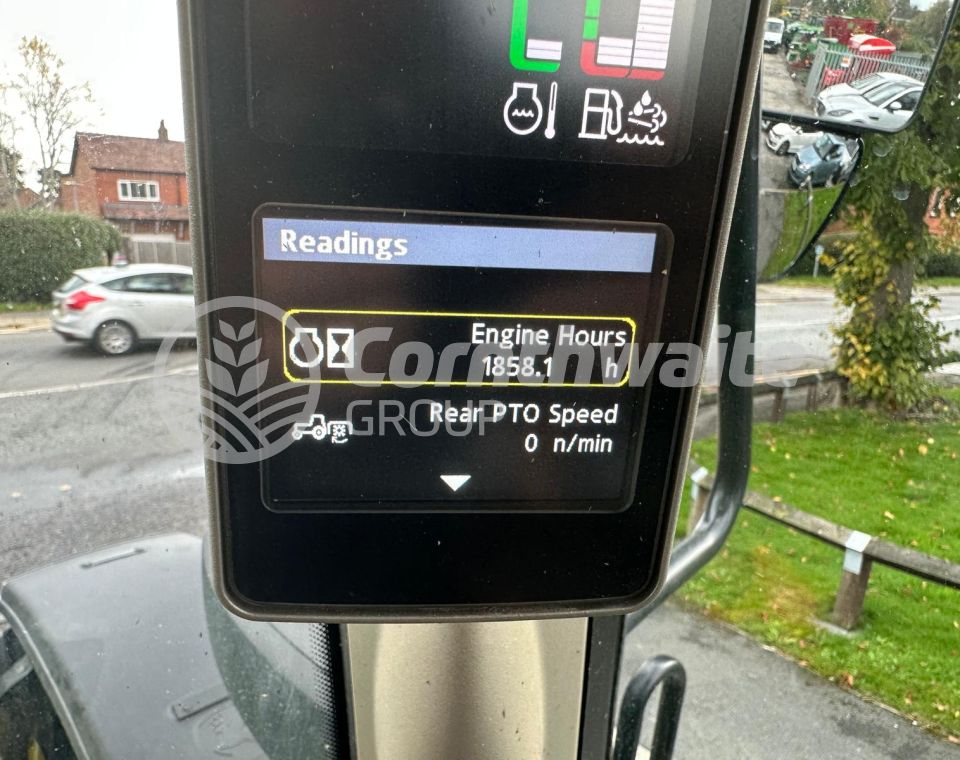 Readings
Engine Hours
1858.1 h
Rear PTO Speed
0 n/min
Cornthwaite
GROUP